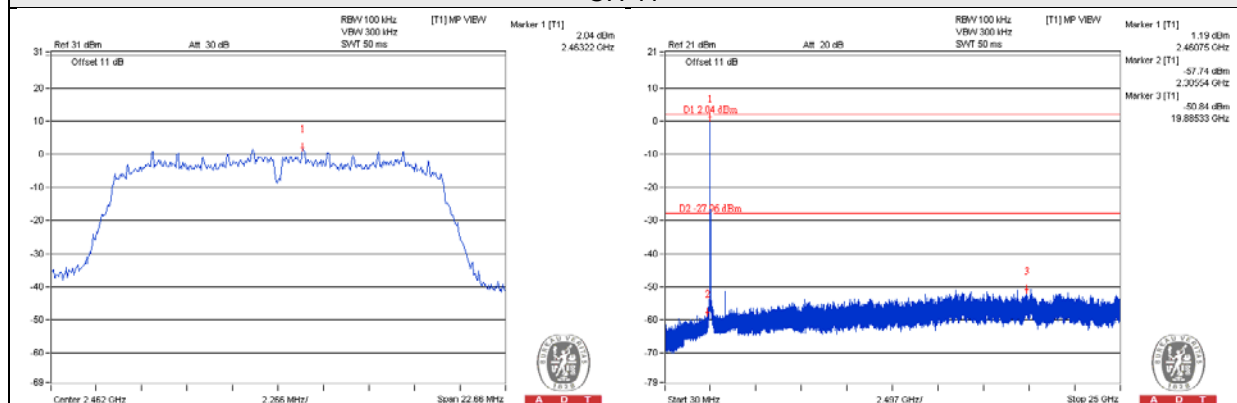 RBW 100 kHz
VBW 300 kHz
SWT 50 ms
[T1] MP VIEW
Marker 1 [T1]
2.04 dBm
2.46322 GHz
Ref 31 dBm
Att 30 dB
Offset 11 dB
31
20
10
0
-10
-20
-30
-40
-50
-60
-69
1
Center 2.462 GHz
2.266 MHz/
Span 22.66 MHz
BUREAU VERITAS
1828
A D T
RBW 100 kHz
VBW 300 kHz
SWT 50 ms
[T1] MP VIEW
Marker 1 [T1]
1.19 dBm
2.46075 GHz
Marker 2 [T1]
-57.74 dBm
2.30554 GHz
Marker 3 [T1]
-50.84 dBm
19.88533 GHz
Ref 21 dBm
Att 20 dB
Offset 11 dB
21
10
0
-10
-20
-30
-40
-50
-60
-70
-79
1
D1 2.04 dBm
D2 -27.96 dBm
2
3
Start 30 MHz
2.497 GHz/
Stop 25 GHz
BUREAU VERITAS
1828
A D T